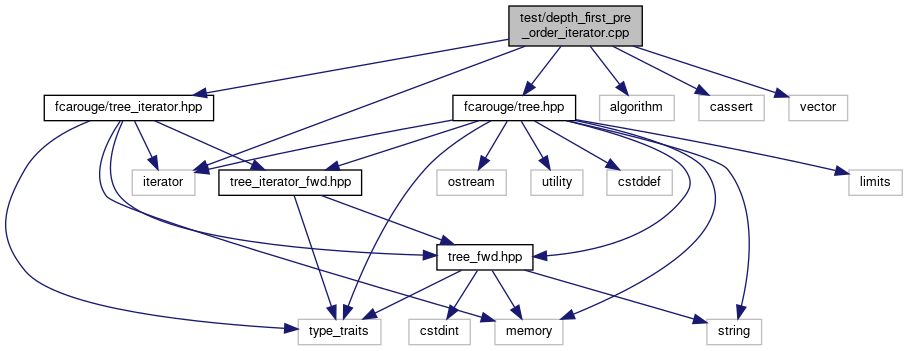 test/depth_first_pre
_order_iterator.cpp
fcarouge/tree_iterator.hpp
fcarouge/tree.hpp
algorithm
cassert
vector
iterator
tree_iterator_fwd.hpp
ostream
utility
cstddef
limits
tree_fwd.hpp
type_traits
cstdint
memory
string